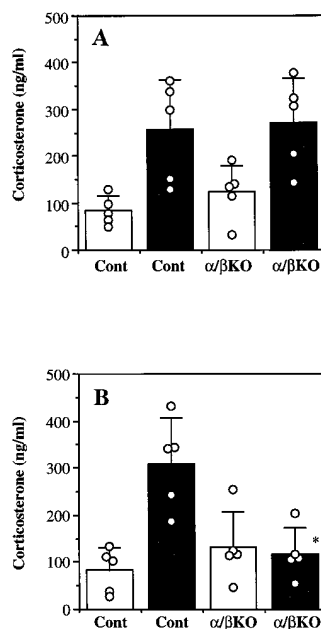 A
Corticosterone (ng/ml)
500
400
300
200
100
0
Cont Cont α/βKO α/βKO
B
Corticosterone (ng/ml)
500
400
300
200
100
0
*
Cont Cont α/βKO α/βKO